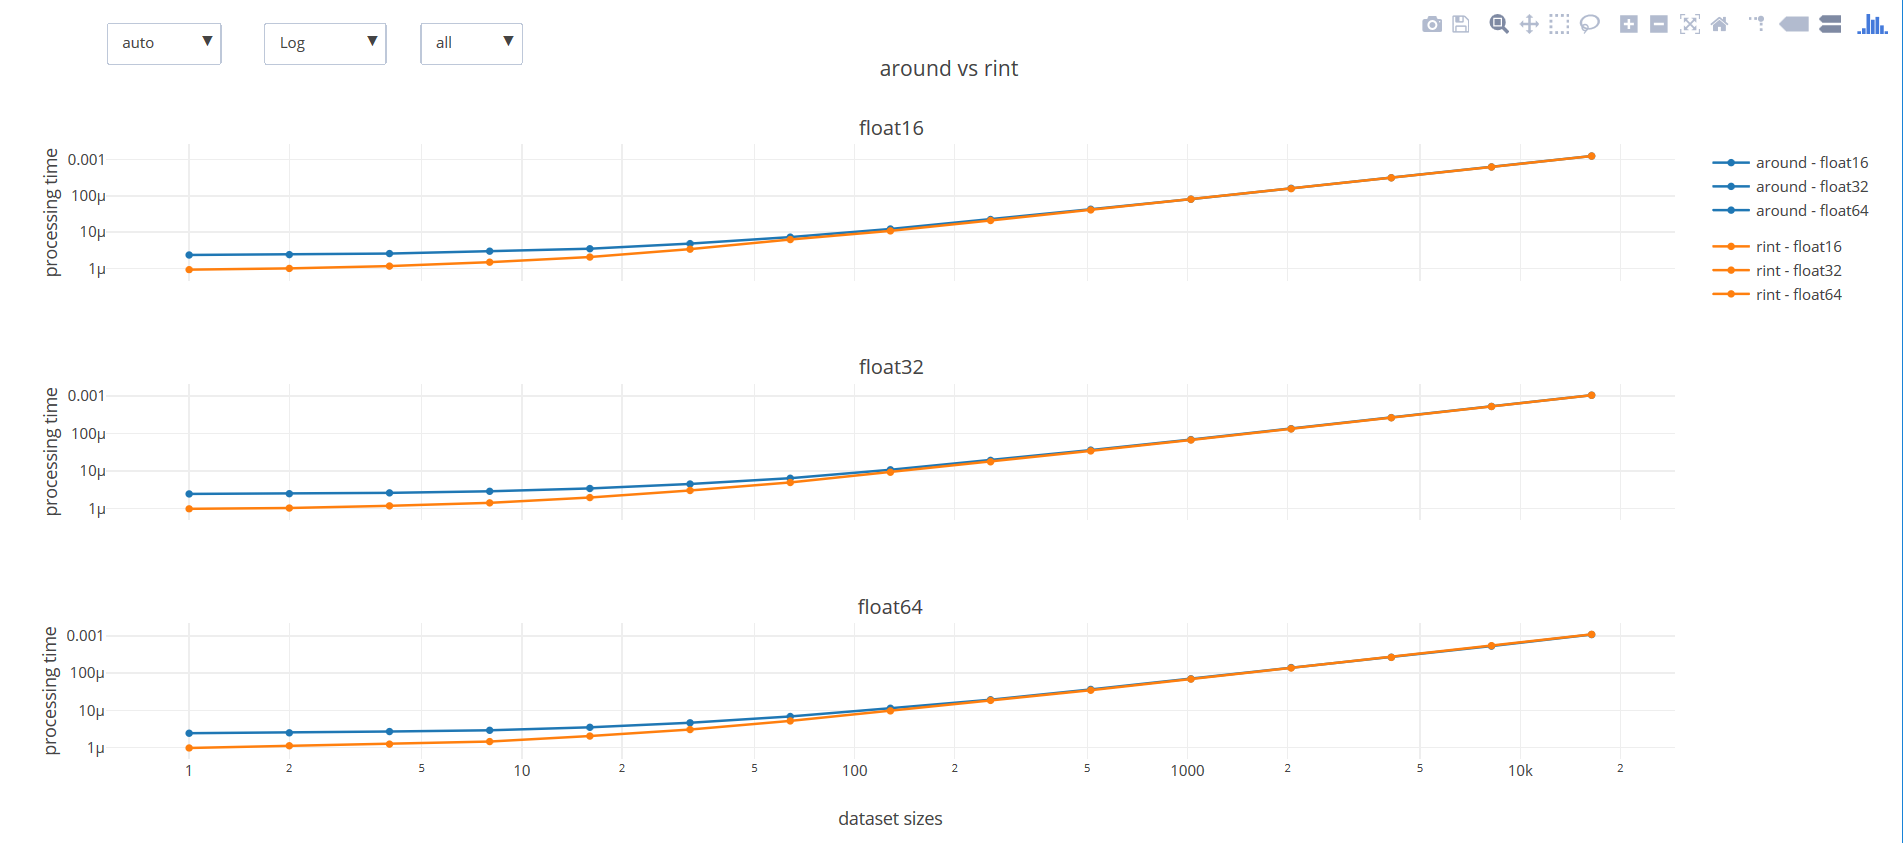 auto ▼
Log ▼
all ▼
around vs rint
float16
processing time
0.001
100μ
10μ
1μ
around - float16
around - float32
around - float64
rint - float16
rint - float32
rint - float64
float32
processing time
0.001
100μ
10μ
1μ
float64
processing time
0.001
100μ
10μ
1μ
1 2 5 10 2 5 100 2 5 1000 2 5 10k 2
dataset sizes